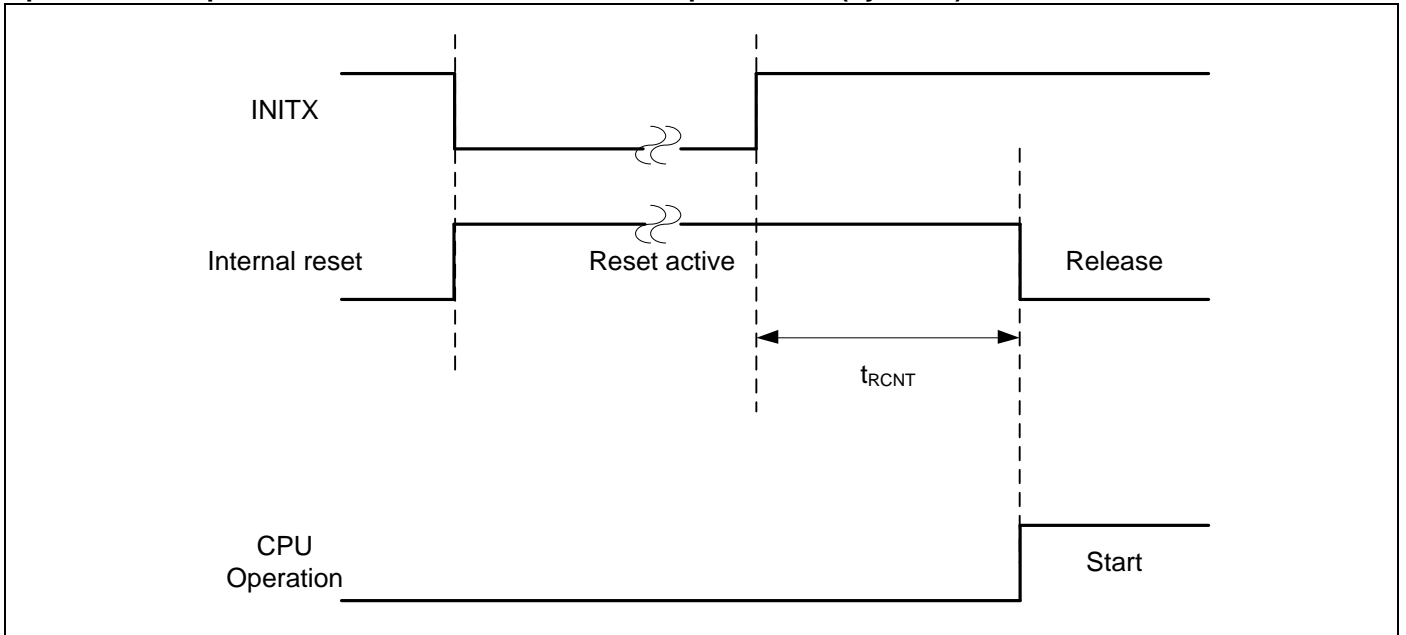 INITX
Internal reset
Reset active
Release
tRCNT
CPU
Operation
Start